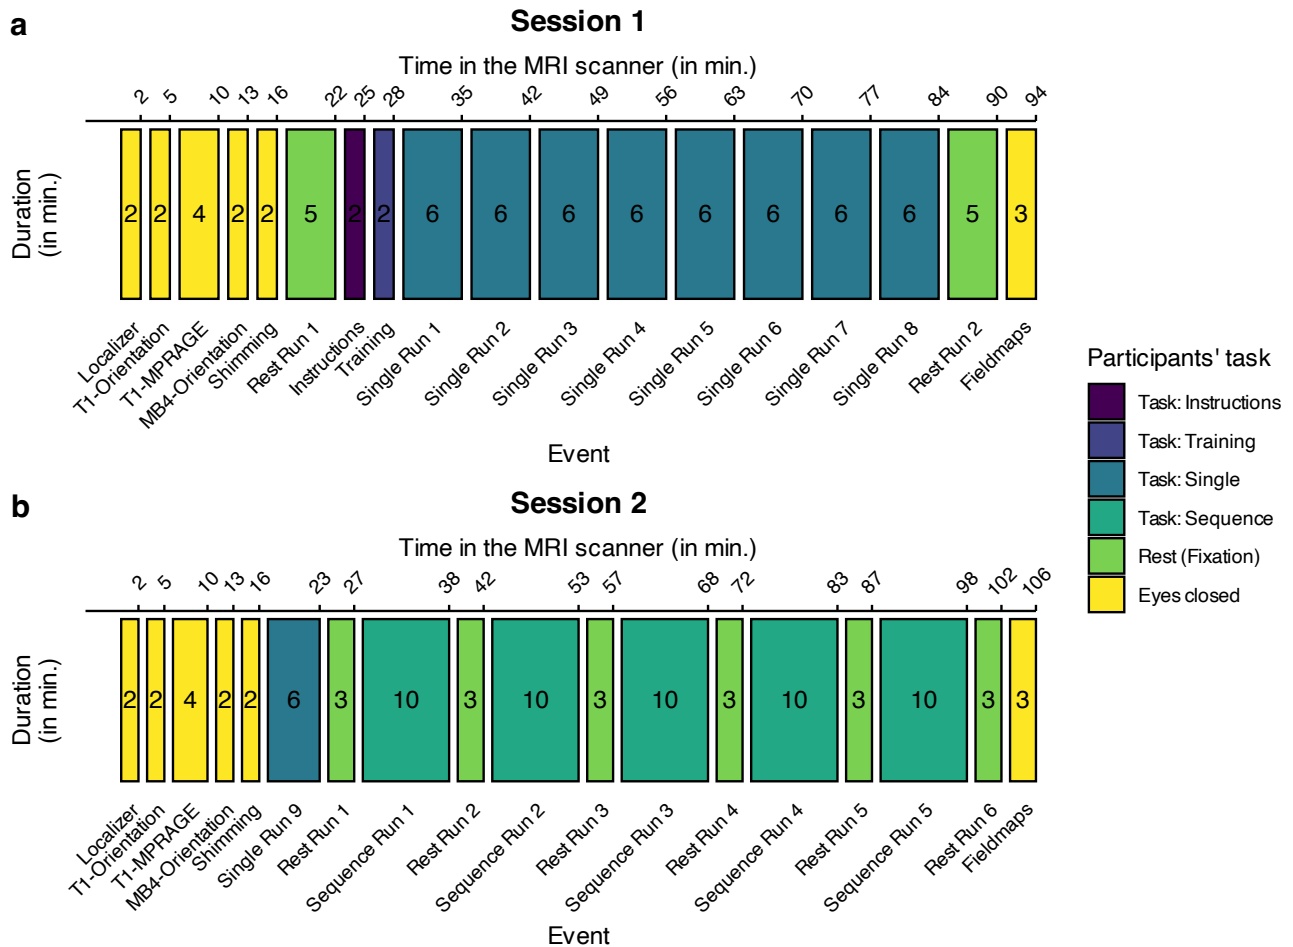 a
Session 1
Time in the MRI scanner (in min.)
2 5 10 13 16 22 25 28 35 42 49 56 63 70 77 84 90 94
Duration
(in min.)
2 2 4 2 2 5 2 2 6 6 6 6 6 6 6 6 5 3
Localizer
T1-Orientation
T1-MPRAGE
MB4-Orientation
Shimming
Rest Run 1
Instructions
Training
Single Run 1
Single Run 2
Single Run 3
Single Run 4
Single Run 5
Single Run 6
Single Run 7
Single Run 8
Rest Run 2
Fieldmaps
Event
Participants' task
Task: Instructions
Task: Training
Task: Single
Task: Sequence
Rest (Fixation)
Eyes closed
b
Session 2
Time in the MRI scanner (in min.)
2 5 10 13 16 23 27 38 42 53 57 68 72 83 87 98 102 106
Duration
(in min.)
2 2 4 2 2 6 3 10 3 10 3 10 3 10 3 10 3 3
Localizer
T1-Orientation
T1-MPRAGE
MB4-Orientation
Shimming
Single Run 9
Rest Run 1
Sequence Run 1
Rest Run 2
Sequence Run 2
Rest Run 3
Sequence Run 3
Rest Run 4
Sequence Run 4
Rest Run 5
Sequence Run 5
Rest Run 6
Fieldmaps
Event